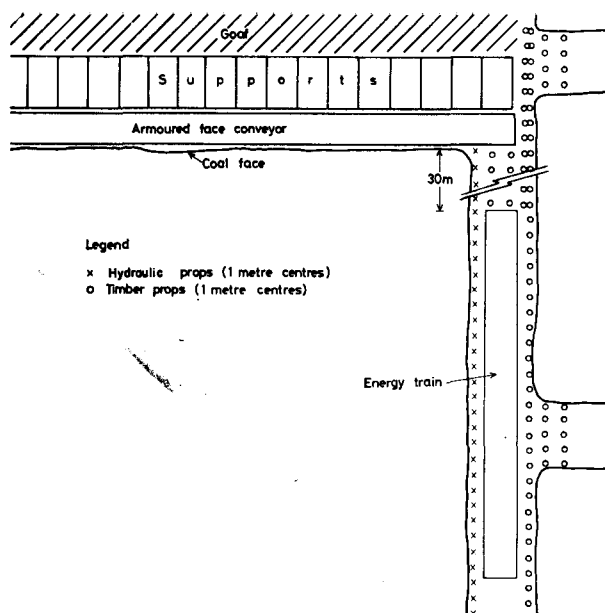 Goaf
Supports
Armoured face conveyor
Coal face
30m
Legend
x Hydraulic props (1 metre centres)
o Timber props (1 metre centres)
Energy train